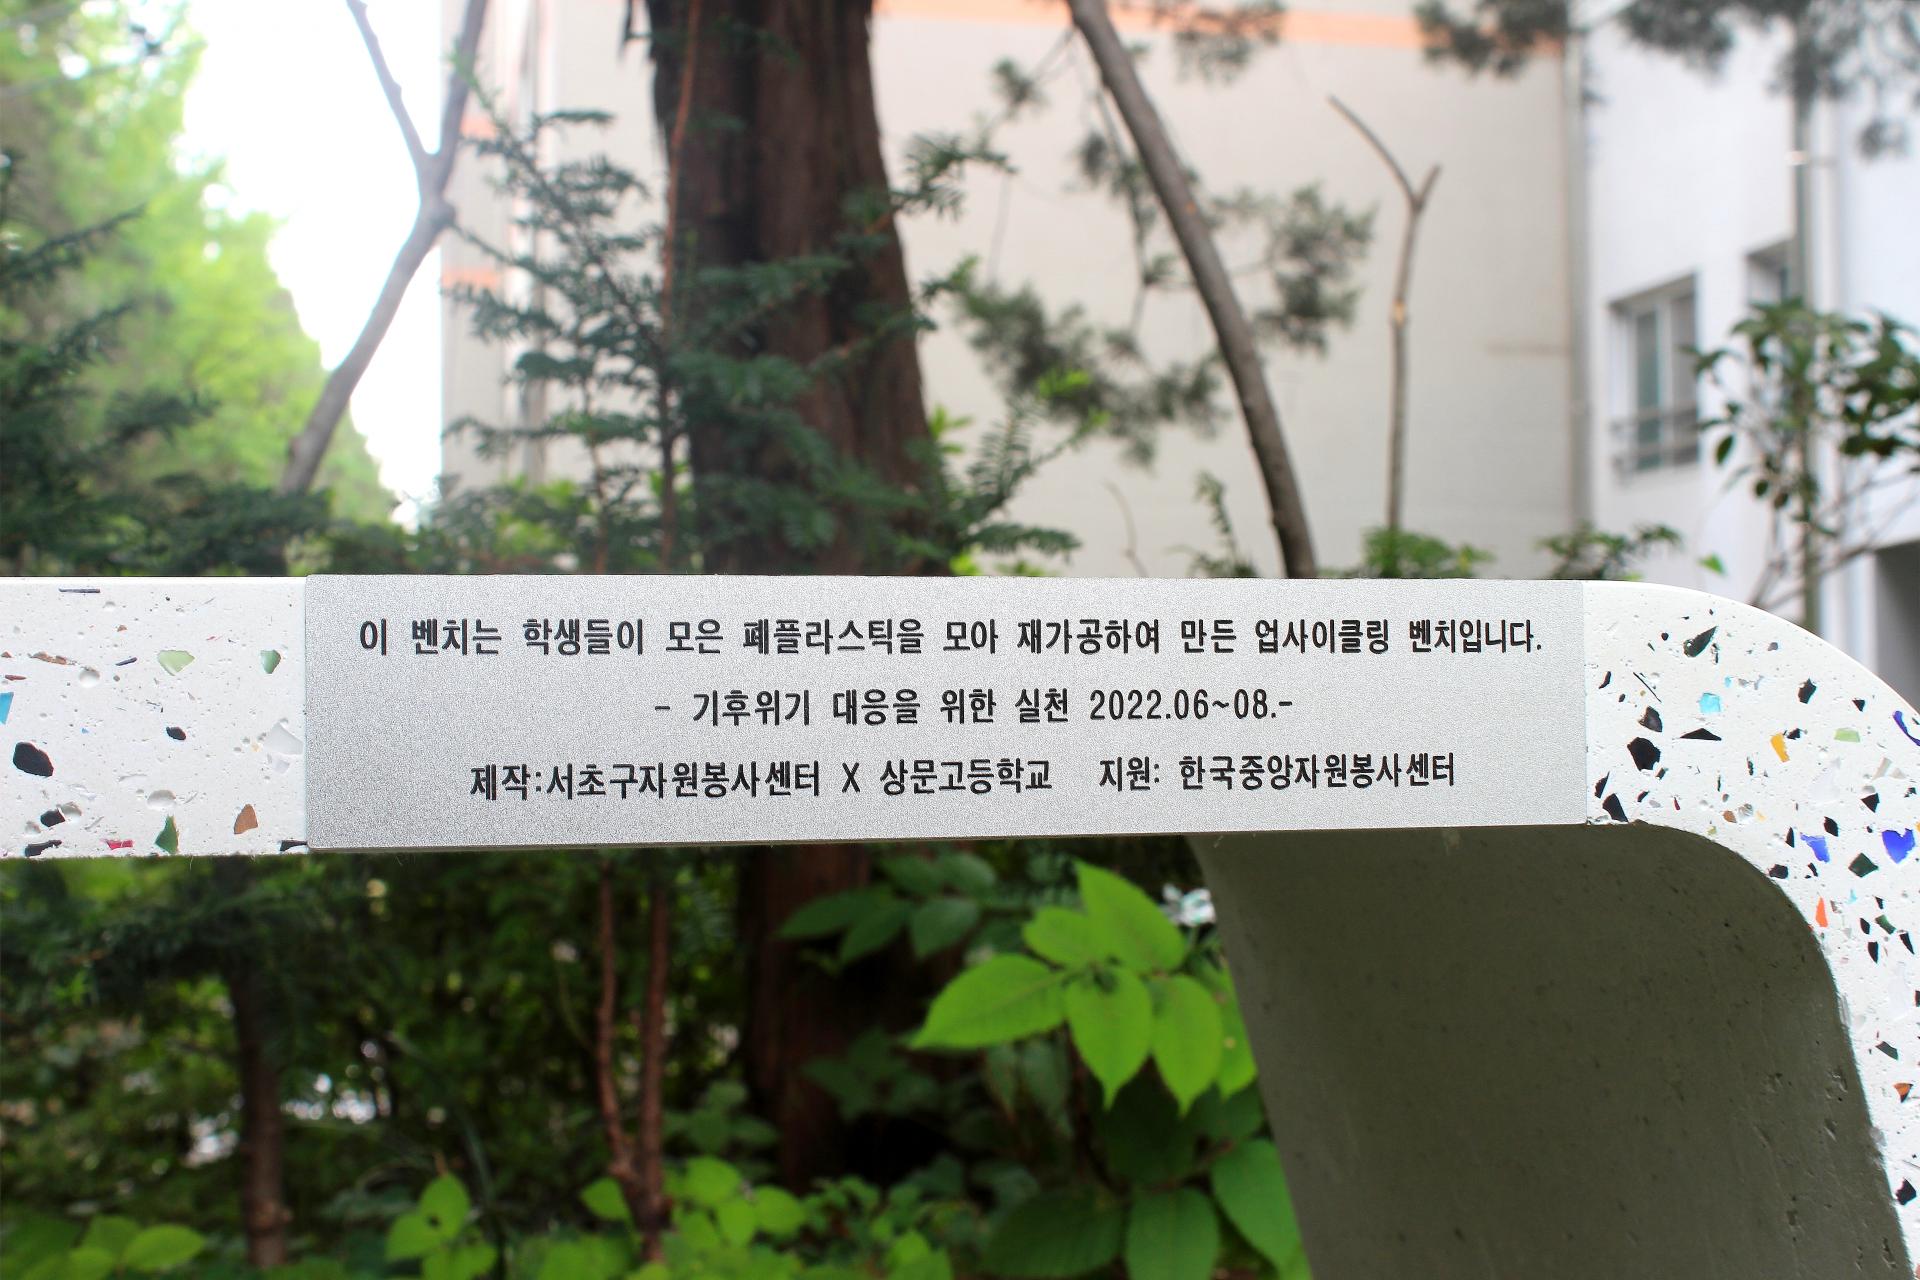 이 벤치는 학생들이 모은 폐플라스틱을 모아 재가공하여 만든 업사이클링 벤치입니다.
- 기후위기 대응을 위한 실천 2022.06~08.-
제작:서초구자원봉사센터 X 상문고등학교 지원: 한국중앙자원봉사센터